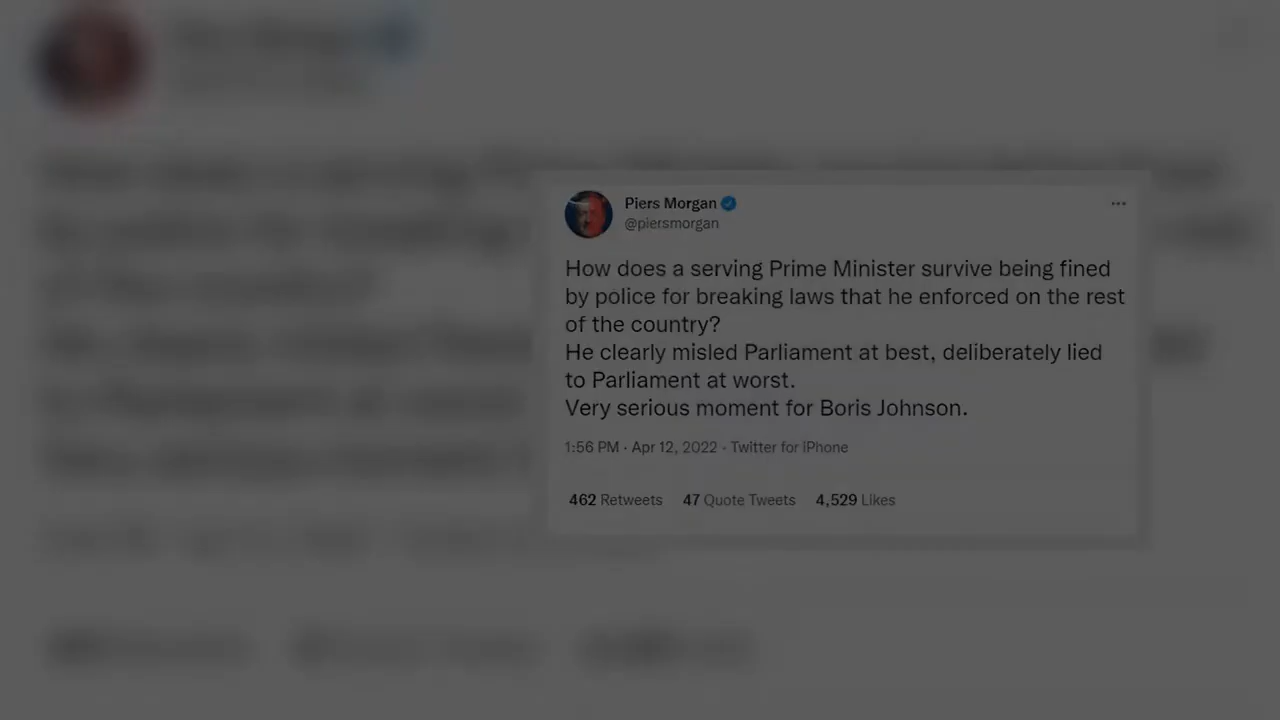 Piers Morgan
@piersmorgan
How does a serving Prime Minister survive being fined
by police for breaking laws that he enforced on the rest
of the country?
He clearly misled Parliament at best, deliberately lied
to Parliament at worst.
Very serious moment for Boris Johnson.
1:56 PM · Apr 12, 2022 · Twitter for iPhone
462 Retweets 47 Quote Tweets 4,529 Likes